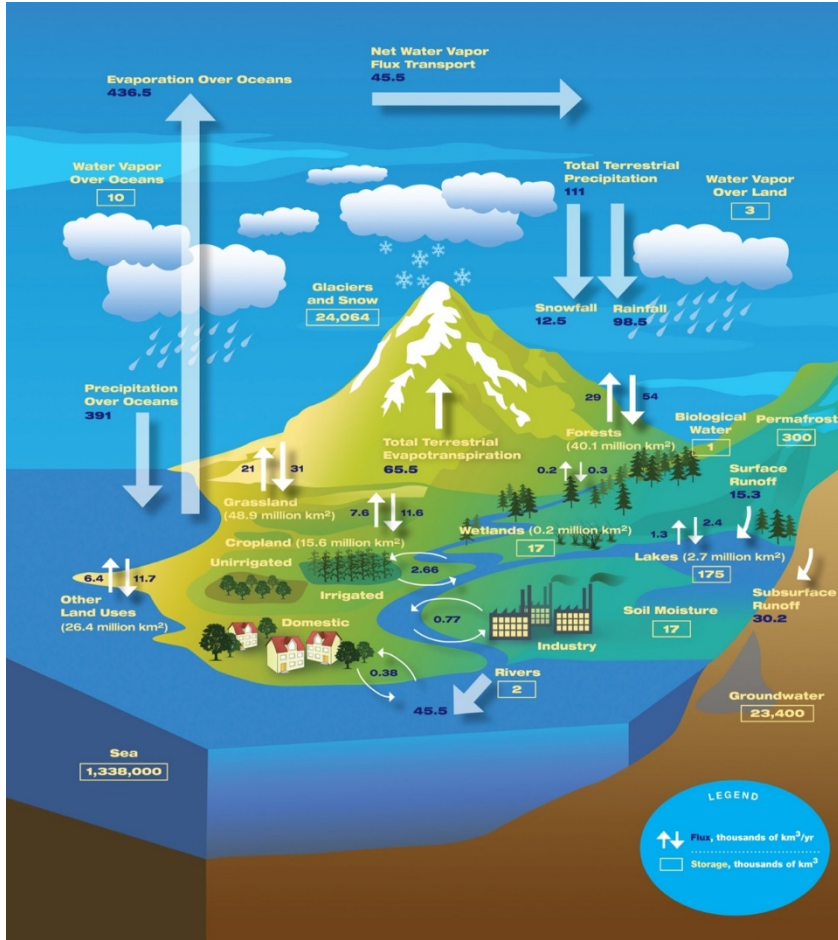 Net Water Vapor
Flux Transport
45.5
Evaporation Over Oceans
436.5
Water Vapor
Over Oceans
10
Total Terrestrial
Precipitation
111
Water Vapor
Over Land
3
Glaciers
and Snow
24,064
Snowfall
12.5
Rainfall
98.5
Precipitation
Over Oceans
391
29
54
Forests
(40.1 million km²)
Biological
Water
1
Permafrost
300
Total Terrestrial
Evapotranspiration
65.5
21
31
Grassland
(48.9 million km²)
0.2
0.3
Surface
Runoff
15.3
7.6
11.6
Cropland (15.6 million km²)
Wetlands (0.2 million km²)
17
1.3
2.4
Lakes (2.7 million km²)
175
Unirrigated
Irrigated
2.66
6.4
11.7
Other
Land Uses
(26.4 million km²)
Subsurface
Runoff
30.2
Domestic
0.77
Industry
Soil Moisture
17
0.38
Rivers
2
45.5
Groundwater
23,400
Sea
1,338,000
LEGEND
Flux, thousands of km³/yr
Storage, thousands of km³